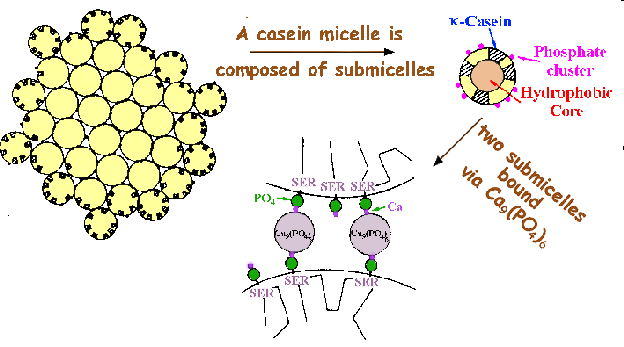 A casein micelle is
composed of submicelles
κ-Casein
Phosphate
cluster
Hydrophobic
Core
two submicelles
bound
via Ca9(PO4)6
SER SER SER
PO4
Ca
Ca9(PO4)6 Ca9(PO4)6
SER SER
SER